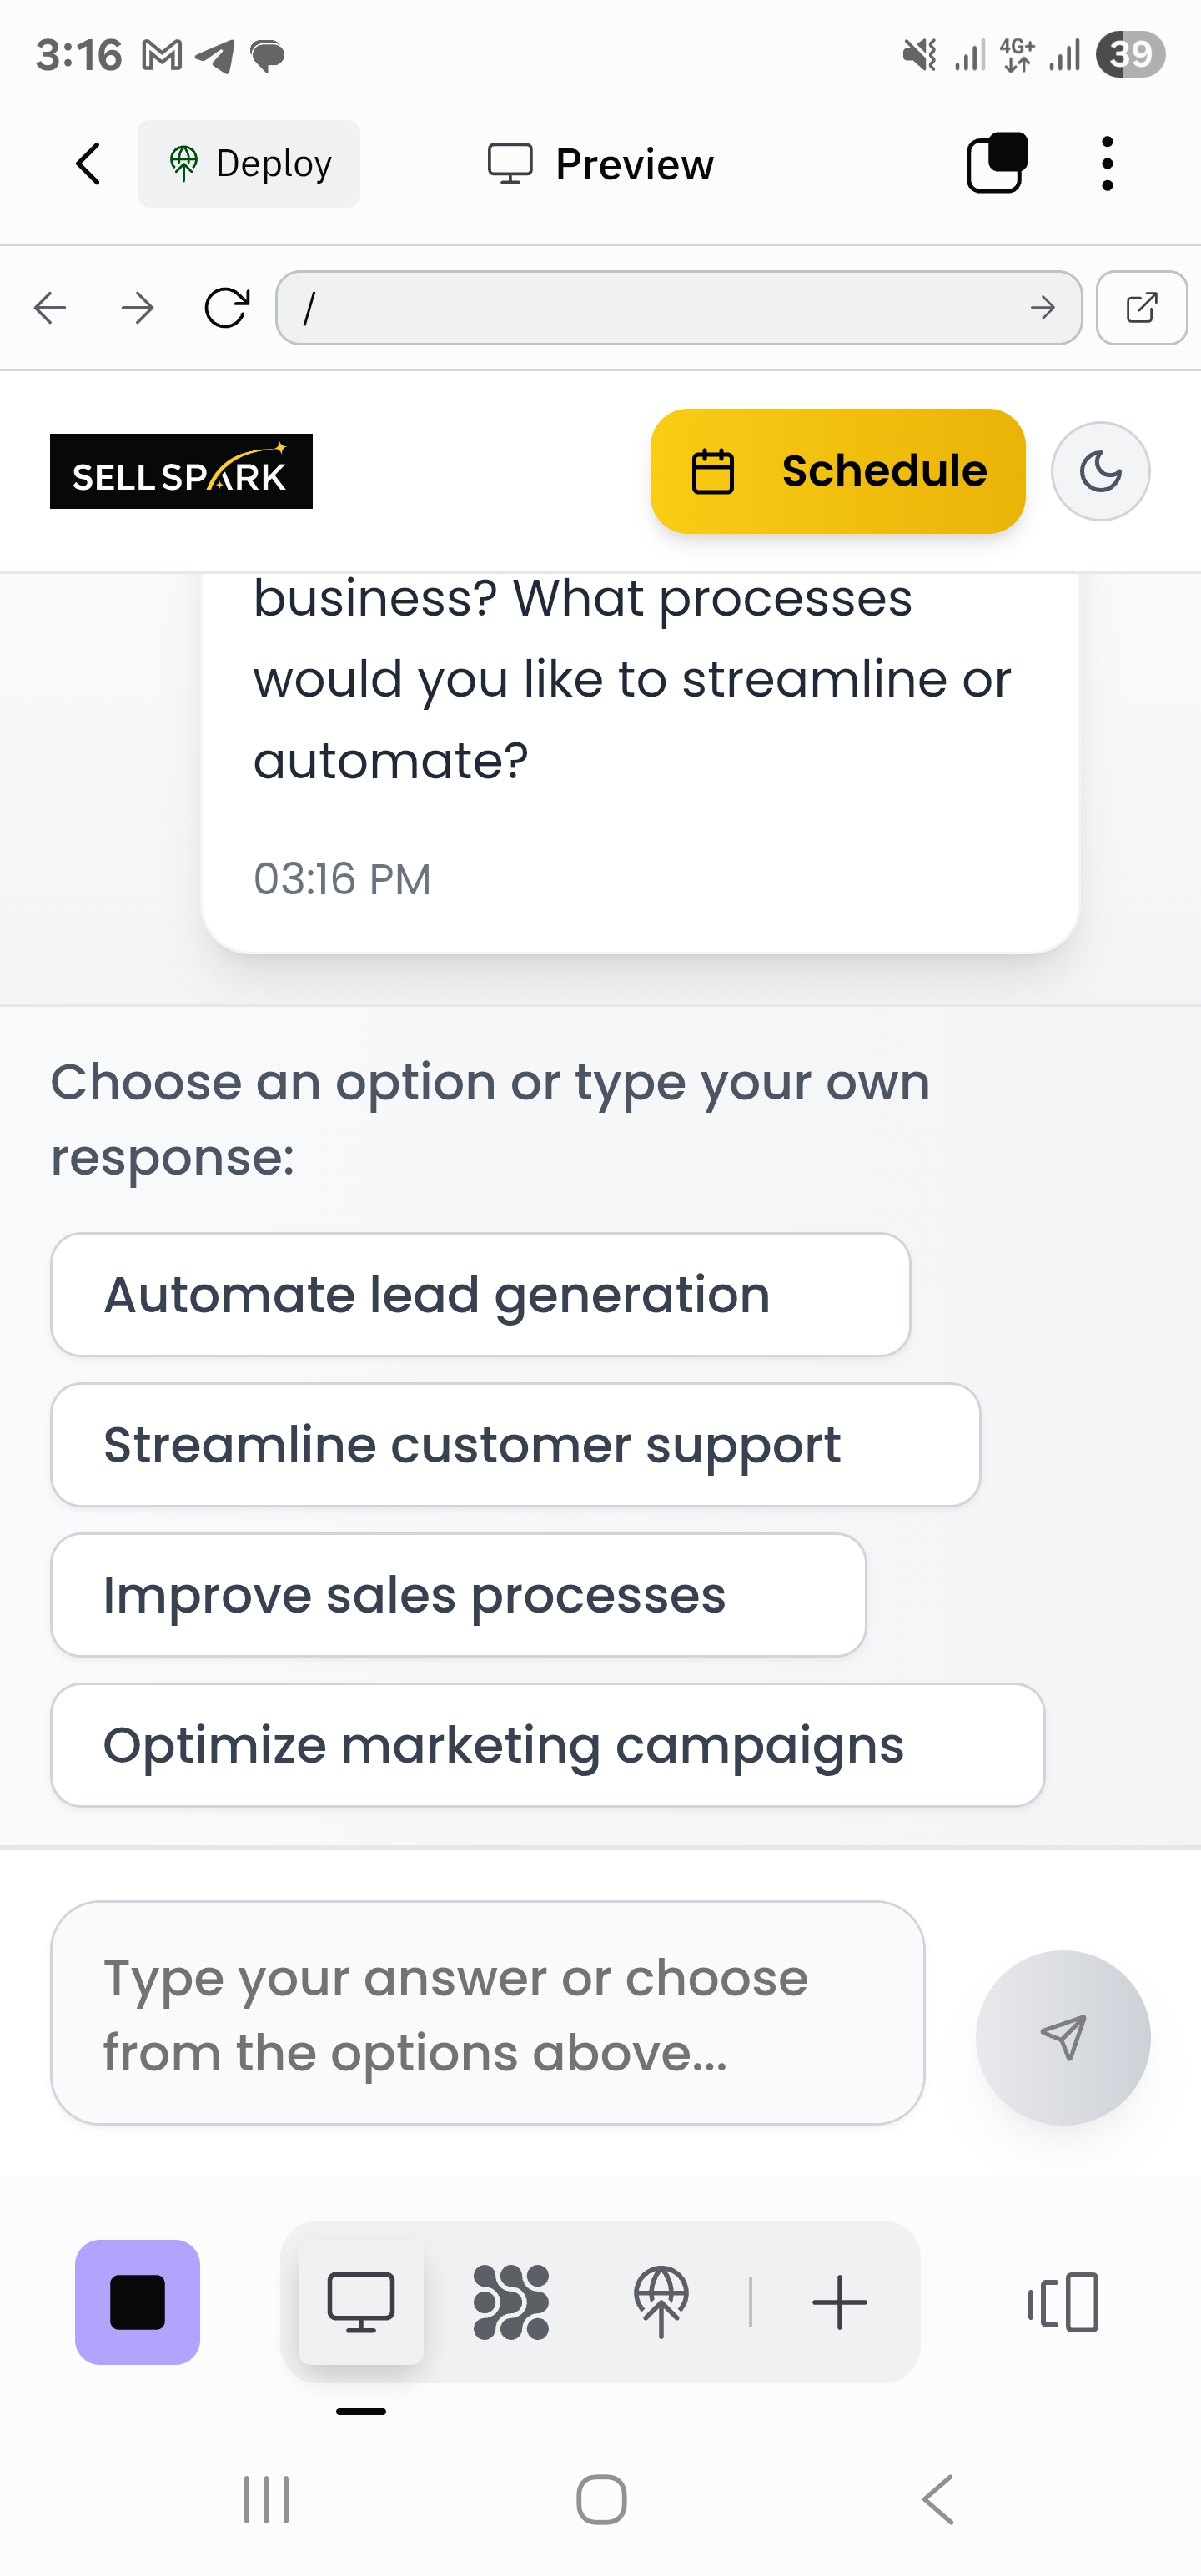 3:16
4G+
39
Deploy
Preview
/
SELLSPARK
Schedule
business? What processes
would you like to streamline or
automate?
03:16 PM
Choose an option or type your own
response:
Automate lead generation
Streamline customer support
Improve sales processes
Optimize marketing campaigns
Type your answer or choose
from the options above...